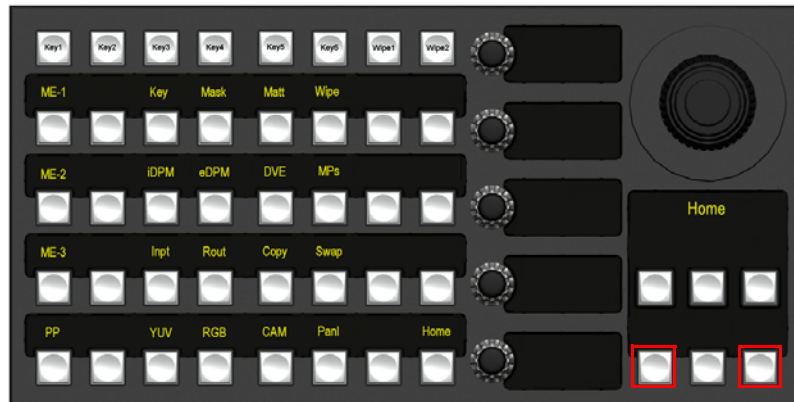 Key1 Key2 Key3 Key4 Key5 Key6 Wipe1 Wipe2
ME-1 Key Mask Matt Wipe
ME-2 iDPM eDPM DVE MPs
Home
ME-3 Inpt Rout Copy Swap
PP YUV RGB CAM Panl Home